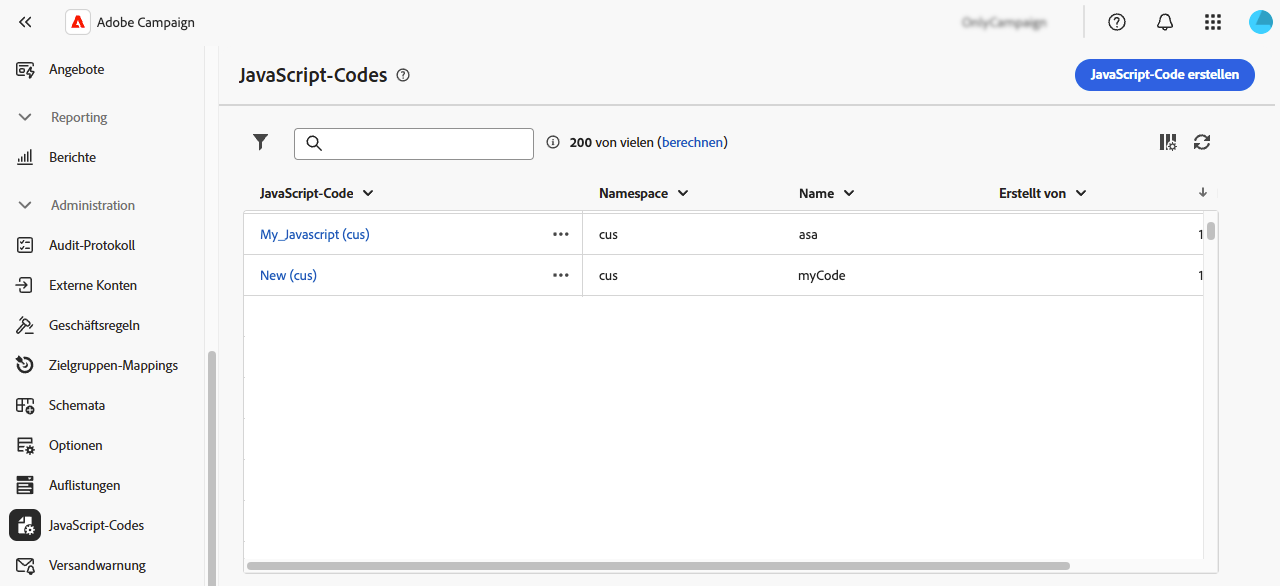 Adobe Campaign
Angebote
Reporting
Berichte
Administration
Audit-Protokoll
Externe Konten
Geschäftsregeln
Zielgruppen-Mappings
Schemata
Optionen
Auflistungen
JavaScript-Codes
Versandwarnung
JavaScript-Codes
JavaScript-Code erstellen
200 von vielen (berechnen)
JavaScript-Code Namespace Name Erstellt von
My_Javascript (cus) cus asa 1
New (cus) cus myCode 1